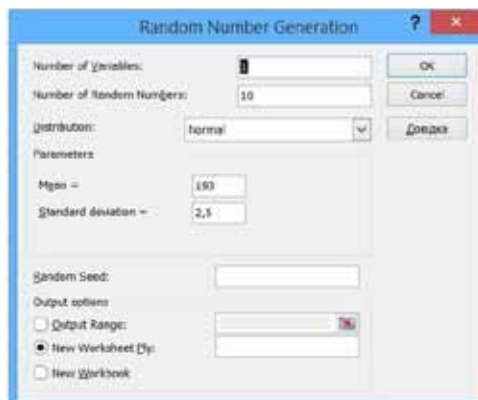 Random Number Generation
?
×
Number of Variables:
1
OK
Number of Random Numbers:
10
Cancel
Distribution:
Normal
Довідка
Parameters
Mean =
193
Standard deviation =
2,5
Random Seed:
Output options
Output Range:
New Worksheet Ply:
New Workbook